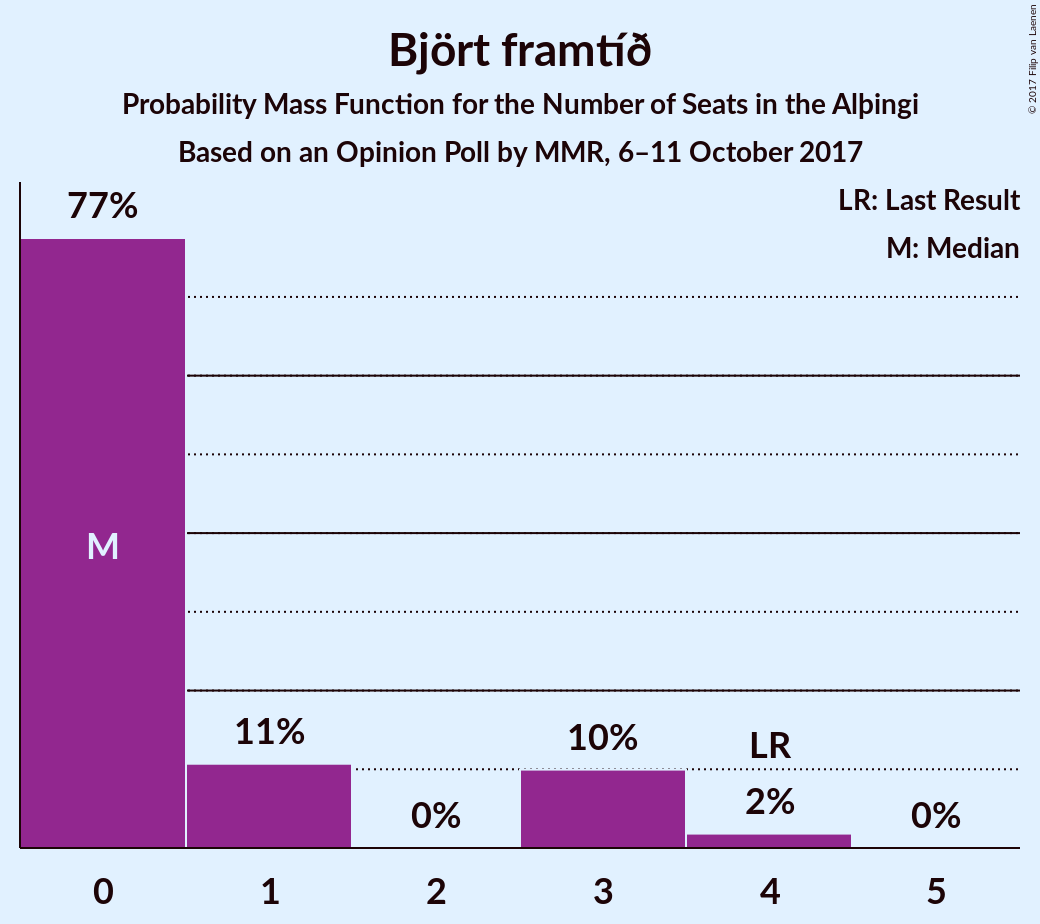 Björt framtíð
Probability Mass Function for the Number of Seats in the Alþingi
Based on an Opinion Poll by MMR, 6–11 October 2017
© 2017 Filip van Laenen
LR: Last Result
M: Median
77%
M
11%
0%
10%
LR
2%
0%
0 1 2 3 4 5